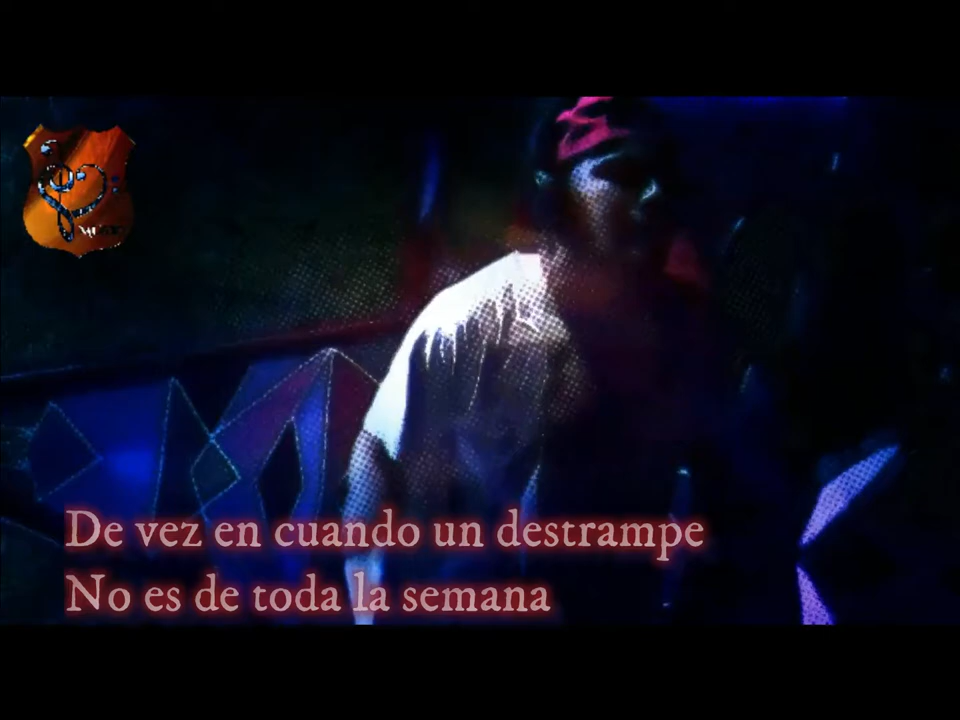 De vez en cuando un destrampe
No es de toda la semana